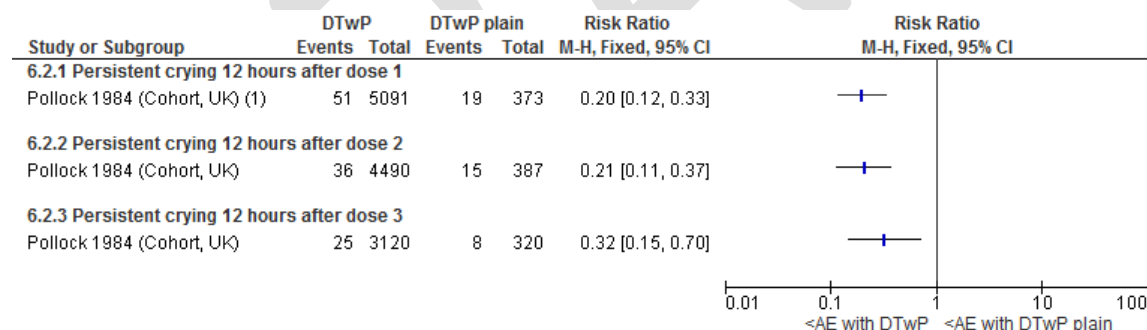 DTwP DTwP plain Risk Ratio Risk Ratio
Study or Subgroup Events Total Events Total M-H, Fixed, 95% CI M-H, Fixed, 95% CI
6.2.1 Persistent crying 12 hours after dose 1
Pollock 1984 (Cohort, UK) (1) 51 5091 19 373 0.20 [0.12, 0.33]
6.2.2 Persistent crying 12 hours after dose 2
Pollock 1984 (Cohort, UK) 36 4490 15 387 0.21 [0.11, 0.37]
6.2.3 Persistent crying 12 hours after dose 3
Pollock 1984 (Cohort, UK) 25 3120 8 320 0.32 [0.15, 0.70]
0.01 0.1 1 10 100
<AE with DTwP <AE with DTwP plain